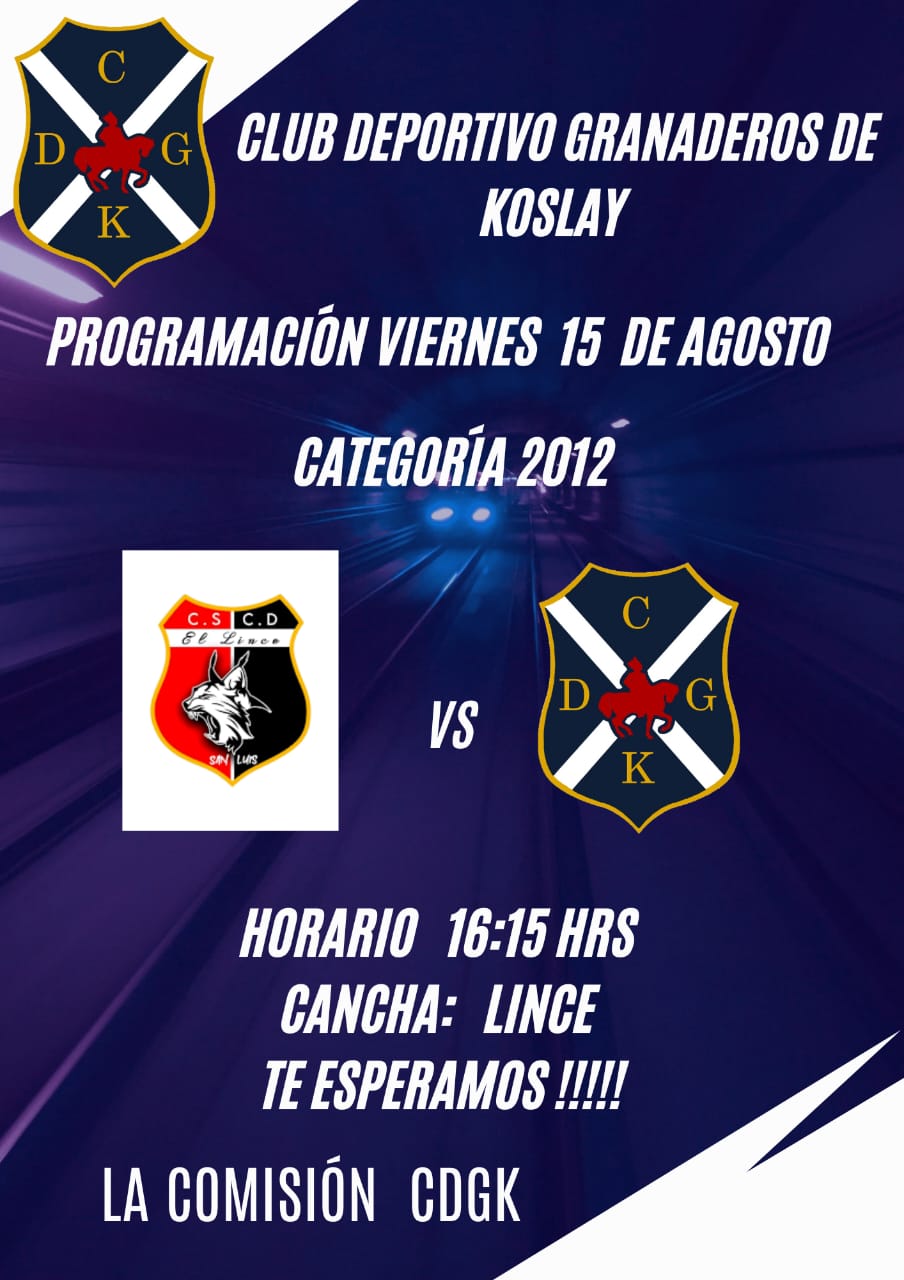 C
D G
K
CLUB DEPORTIVO GRANADEROS DE
KOSLAY
PROGRAMACIÓN VIERNES 15 DE AGOSTO
CATEGORÍA 2012
C.S C.D
El Lince
SAN LUIS
VS
C
D G
K
HORARIO 16:15 HRS
CANCHA: LINCE
TE ESPERAMOS !!!!!
LA COMISIÓN CDGK